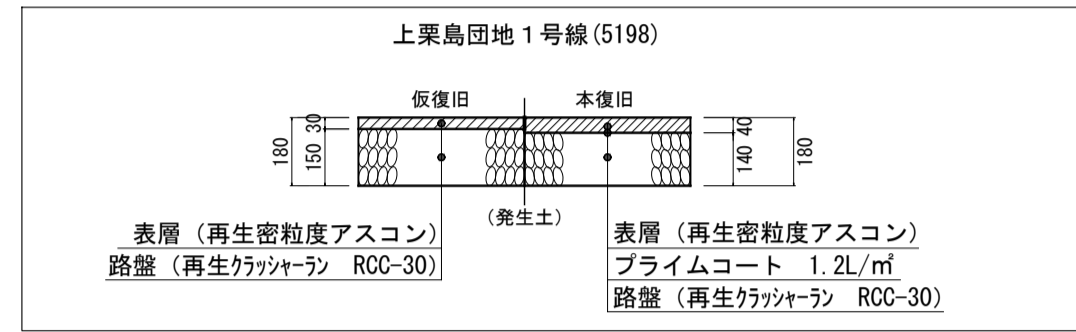 上栗島団地１号線(5198)
仮復旧　本復旧
180
30
150
40
140
180
(発生土)
表層（再生密粒度アスコン）
路盤（再生ｸﾗｯｼｬｰﾗﾝ　RCC-30）
表層（再生密粒度アスコン）
プライムコート　1.2L/㎡
路盤（再生ｸﾗｯｼｬｰﾗﾝ　RCC-30）